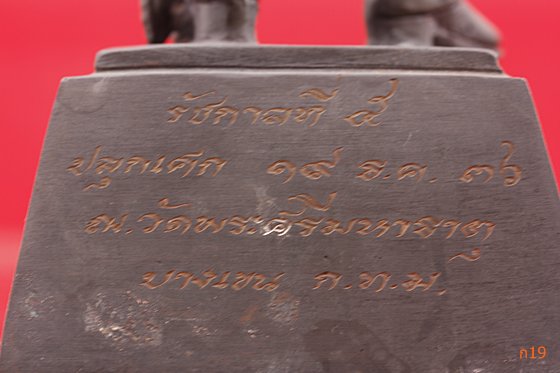 รัชกาลที่ ๕
ปลุกเศก ๑๙ ธ.ค. ๓๖
ณ.วัดพระศรีมหาธาตุ
บางเขน ก.ท.ม.
ก19